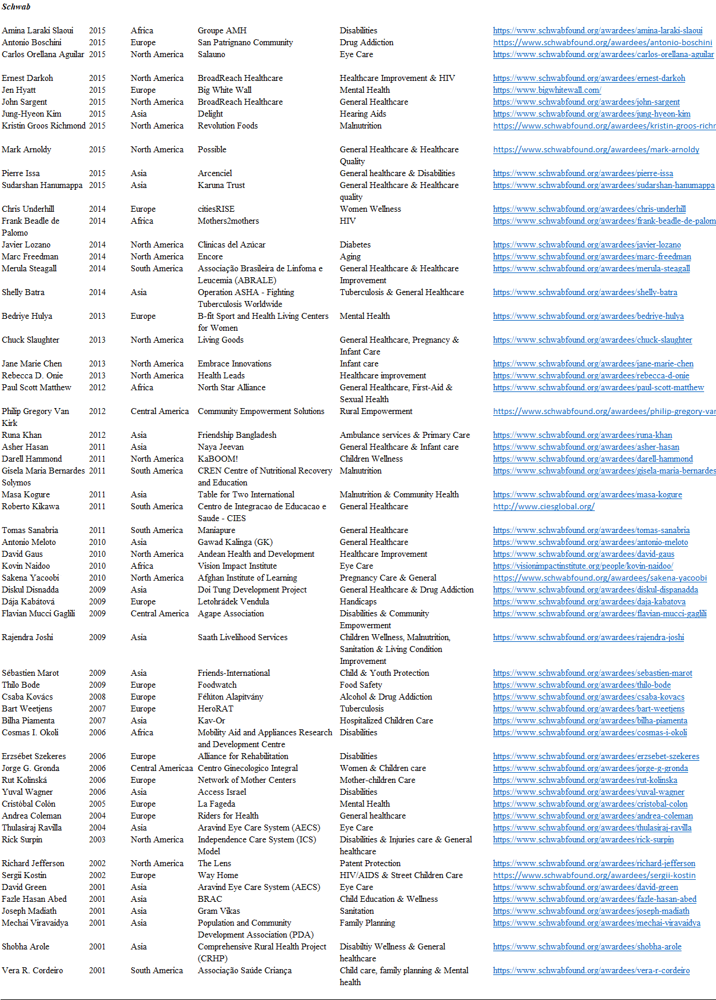 Schwab
Amina Laraki Slaoui 2015 Africa Groupe AMH Disabilities https://www.schwabfound.org/awardees/amina-laraki-slaoui
Antonio Boschini 2015 Europe San Patrignano Community Drug Addiction https://www.schwabfound.org/awardees/antonio-boschini
Carlos Orellana Aguilar 2015 North America Salauno Eye Care https://www.schwabfound.org/awardees/carlos-orellana-aguilar
Ernest Darkoh 2015 North America BroadReach Healthcare Healthcare Improvement & HIV https://www.schwabfound.org/awardees/ernest-darkoh
Jen Hyatt 2015 Europe Big White Wall Mental Health https://www.bigwhitewall.com/
John Sargent 2015 North America BroadReach Healthcare General Healthcare https://www.schwabfound.org/awardees/john-sargent
Jung-Hyeon Kim 2015 Asia Delight Hearing Aids https://www.schwabfound.org/awardees/jung-hyeon-kim
Kristin Groos Richmond 2015 North America Revolution Foods Malnutrition https://www.schwabfound.org/awardees/kristin-groos-richr
Mark Arnoldy 2015 North America Possible General Healthcare & Healthcare https://www.schwabfound.org/awardees/mark-arnoldy
Quality
Pierre Issa 2015 Asia Arcenciel General healthcare & Disabilities https://www.schwabfound.org/awardees/pierre-issa
Sudarshan Hanumappa 2015 Asia Karuna Trust General Healthcare & Healthcare https://www.schwabfound.org/awardees/sudarshan-hanumappa
quality
Chris Underhill 2014 Europe citiesRISE Women Wellness https://www.schwabfound.org/awardees/chris-underhill
Frank Beadle de 2014 Africa Mothers2mothers HIV https://www.schwabfound.org/awardees/frank-beadle-de-palom
Palomo
Javier Lozano 2014 North America Clinicas del Azúcar Diabetes https://www.schwabfound.org/awardees/javier-lozano
Marc Freedman 2014 North America Encore Aging https://www.schwabfound.org/awardees/marc-freedman
Merula Steagall 2014 South America Associação Brasileira de Linfoma e General Healthcare & Healthcare https://www.schwabfound.org/awardees/merula-steagall
Leucemia (ABRALE) Improvement
Shelly Batra 2014 Asia Operation ASHA - Fighting Tuberculosis & General Healthcare https://www.schwabfound.org/awardees/shelly-batra
Tuberculosis Worldwide
Bedriye Hulya 2013 Europe B-fit Sport and Health Living Centers Mental Health https://www.schwabfound.org/awardees/bedriye-hulya
for Women
Chuck Slaughter 2013 North America Living Goods General Healthcare, Pregnancy & https://www.schwabfound.org/awardees/chuck-slaughter
Infant Care
Jane Marie Chen 2013 North America Embrace Innovations Infant care https://www.schwabfound.org/awardees/jane-marie-chen
Rebecca D. Onie 2013 North America Health Leads Healthcare improvement https://www.schwabfound.org/awardees/rebecca-d-onie
Paul Scott Matthew 2012 Africa North Star Alliance General Healthcare, First-Aid & https://www.schwabfound.org/awardees/paul-scott-matthew
Sexual Health
Philip Gregory Van 2012 Central America Community Empowerment Solutions Rural Empowerment https://www.schwabfound.org/awardees/philip-gregory-var
Kirk
Runa Khan 2012 Asia Friendship Bangladesh Ambulance services & Primary Care https://www.schwabfound.org/awardees/runa-khan
Asher Hasan 2011 Asia Naya Jeevan General Healthcare & Infant care https://www.schwabfound.org/awardees/asher-hasan
Darell Hammond 2011 North America KaBOOM! Children Wellness https://www.schwabfound.org/awardees/darell-hammond
Gisela Maria Bernardes 2011 South America CREN Centre of Nutritional Recovery Malnutrition https://www.schwabfound.org/awardees/gisela-maria-bernardes
Solymos and Education
Masa Kogure 2011 Asia Table for Two International Malnutrition & Community Health https://www.schwabfound.org/awardees/masa-kogure
Roberto Kikawa 2011 South America Centro de Integracao de Educacao e General Healthcare http://www.ciesglobal.org/
Saude - CIES
Tomas Sanabria 2011 South America Maniapure General Healthcare https://www.schwabfound.org/awardees/tomas-sanabria
Antonio Meloto 2010 Asia Gawad Kalinga (GK) General Healthcare https://www.schwabfound.org/awardees/antonio-meloto
David Gaus 2010 North America Andean Health and Development Healthcare Improvement https://www.schwabfound.org/awardees/david-gaus
Kovin Naidoo 2010 Africa Vision Impact Institute Eye Care https://visionimpactinstitute.org/people/kovin-naidoo/
Sakena Yacoobi 2010 North America Afghan Institute of Learning Pregnancy Care & General https://www.schwabfound.org/awardees/sakena-yacoobi
Diskul Disnadda 2009 Asia Doi Tung Development Project General Healthcare & Drug Addiction https://www.schwabfound.org/awardees/diskul-dispanadda
Dája Kabátová 2009 Europe Letohrádek Vendula Handicaps https://www.schwabfound.org/awardees/daja-kabatova
Flavian Mucci Gaglili 2009 Central America Agape Association Disabilities & Community https://www.schwabfound.org/awardees/flavian-mucci-gaglili
Empowerment
Rajendra Joshi 2009 Asia Saath Livelihood Services Children Wellness, Malnutrition, https://www.schwabfound.org/awardees/rajendra-joshi
Sanitation & Living Condition
Improvement
Sébastien Marot 2009 Asia Friends-International Child & Youth Protection https://www.schwabfound.org/awardees/sebastien-marot
Thilo Bode 2009 Europe Foodwatch Food Safety https://www.schwabfound.org/awardees/thilo-bode
Csaba Kovács 2008 Europe Félúton Alapítvány Alcohol & Drug Addiction https://www.schwabfound.org/awardees/csaba-kovacs
Bart Weetjens 2007 Europe HeroRAT Tuberculosis https://www.schwabfound.org/awardees/bart-weetjens
Bilha Piamenta 2007 Asia Kav-Or Hospitalized Children Care https://www.schwabfound.org/awardees/bilha-piamenta
Cosmas I. Okoli 2006 Africa Mobility Aid and Appliances Research Disabilities https://www.schwabfound.org/awardees/cosmas-i-okoli
and Development Centre
Erzsébet Szekeres 2006 Europe Alliance for Rehabilitation Disabilities https://www.schwabfound.org/awardees/erzsebet-szekeres
Jorge G. Gronda 2006 Central Americaa Centro Ginecologico Integral Women & Children care https://www.schwabfound.org/awardees/jorge-g-gronda
Rut Kolinská 2006 Europe Network of Mother Centers Mother-children Care https://www.schwabfound.org/awardees/rut-kolinska
Yuval Wagner 2006 Asia Access Israel Disabilities https://www.schwabfound.org/awardees/yuval-wagner
Cristóbal Colón 2005 Europe La Fageda Mental Health https://www.schwabfound.org/awardees/cristobal-colon
Andrea Coleman 2004 Europe Riders for Health General healthcare https://www.schwabfound.org/awardees/andrea-coleman
Thulasiraj Ravilla 2004 Asia Aravind Eye Care System (AECS) Eye Care https://www.schwabfound.org/awardees/thulasiraj-ravilla
Rick Surpin 2003 North America Independence Care System (ICS) Disabilities & Injuries care & General https://www.schwabfound.org/awardees/rick-surpin
Model healthcare
Richard Jefferson 2002 North America The Lens Patent Protection https://www.schwabfound.org/awardees/richard-jefferson
Sergii Kostin 2002 Europe Way Home HIV/AIDS & Street Children Care https://www.schwabfound.org/awardees/sergii-kostin
David Green 2001 Asia Aravind Eye Care System (AECS) Eye Care https://www.schwabfound.org/awardees/david-green
Fazle Hasan Abed 2001 Asia BRAC Child Education & Wellness https://www.schwabfound.org/awardees/fazle-hasan-abed
Joseph Madiath 2001 Asia Gram Vikas Sanitation https://www.schwabfound.org/awardees/joseph-madiath
Mechai Viravaidya 2001 Asia Population and Community Family Planning https://www.schwabfound.org/awardees/mechai-viravaidya
Development Association (PDA)
Shobha Arole 2001 Asia Comprehensive Rural Health Project Disabiltiy Wellness & General https://www.schwabfound.org/awardees/shobha-arole
(CRHP) healthcare
Vera R. Cordeiro 2001 South America Associação Saúde Criança Child care, family planning & Mental https://www.schwabfound.org/awardees/vera-r-cordeiro
health